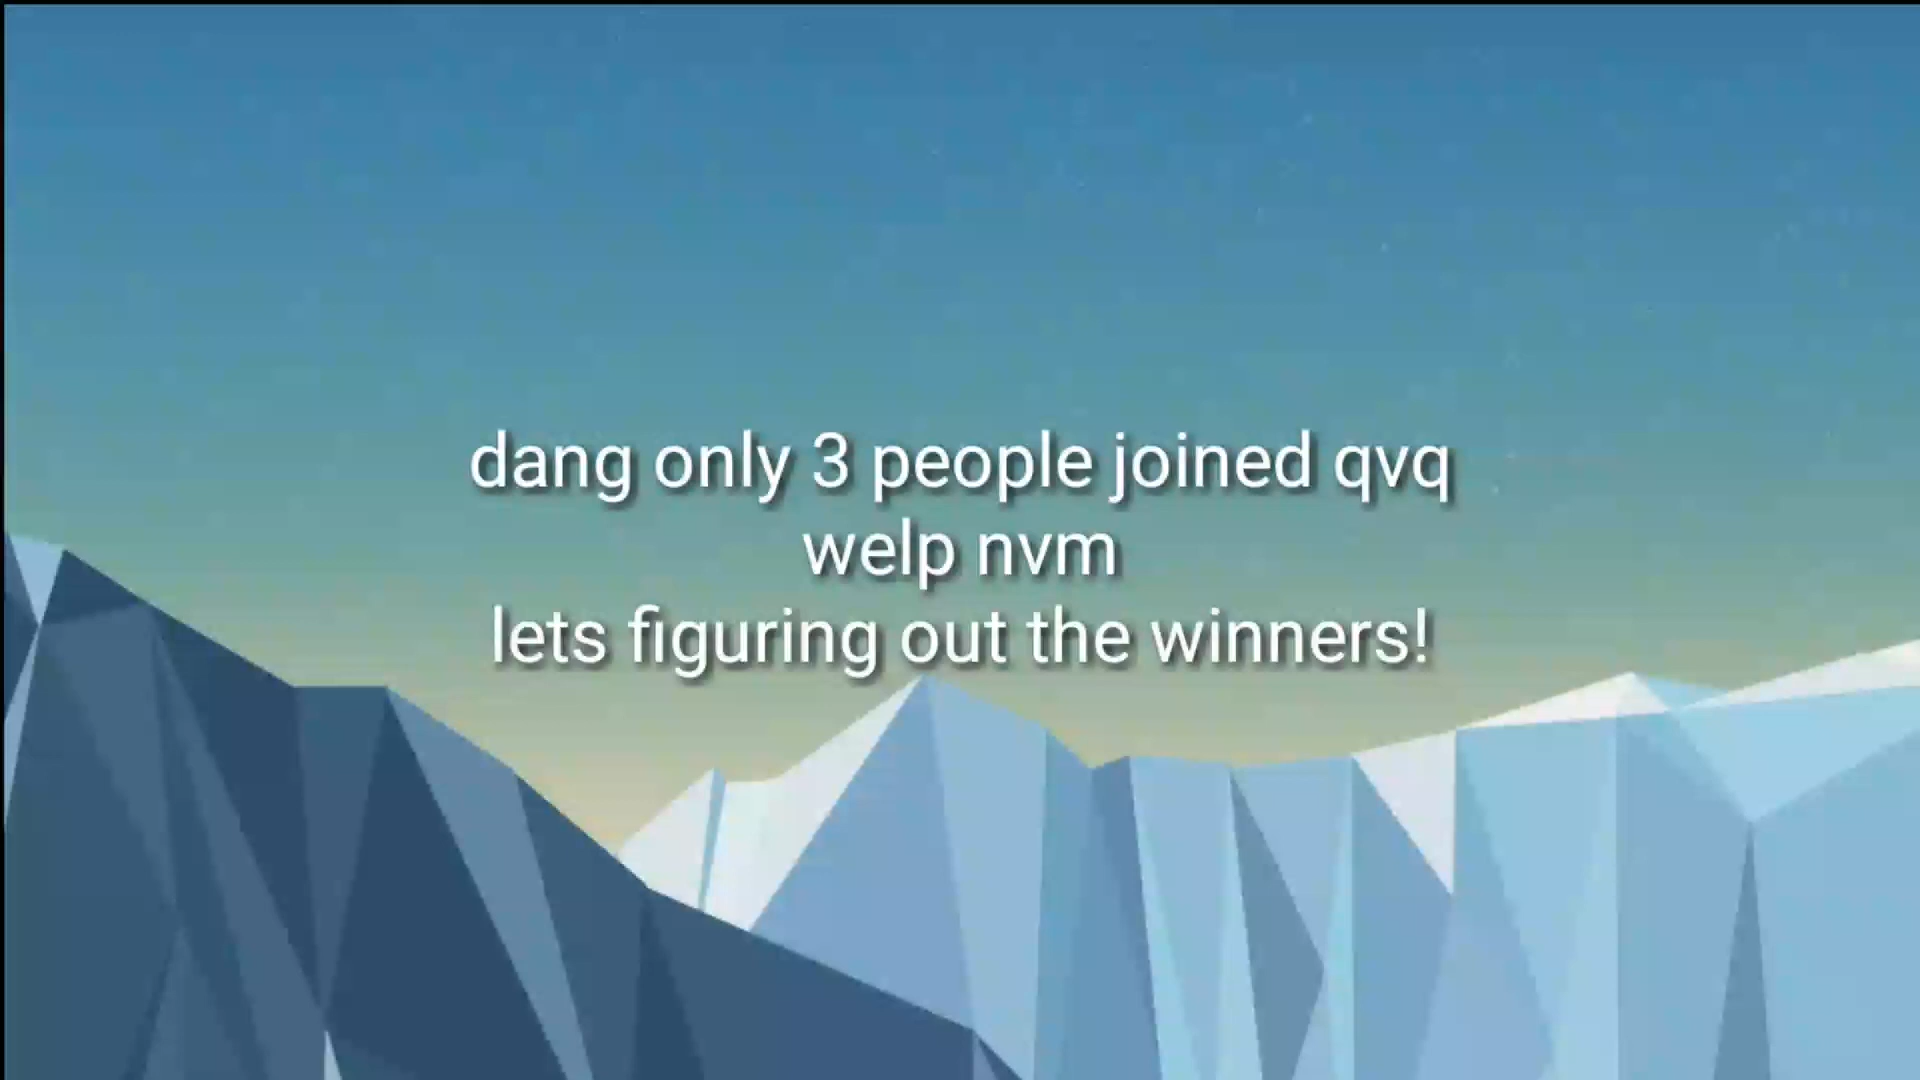 dang only 3 people joined qvq
welp nvm
lets figuring out the winners!